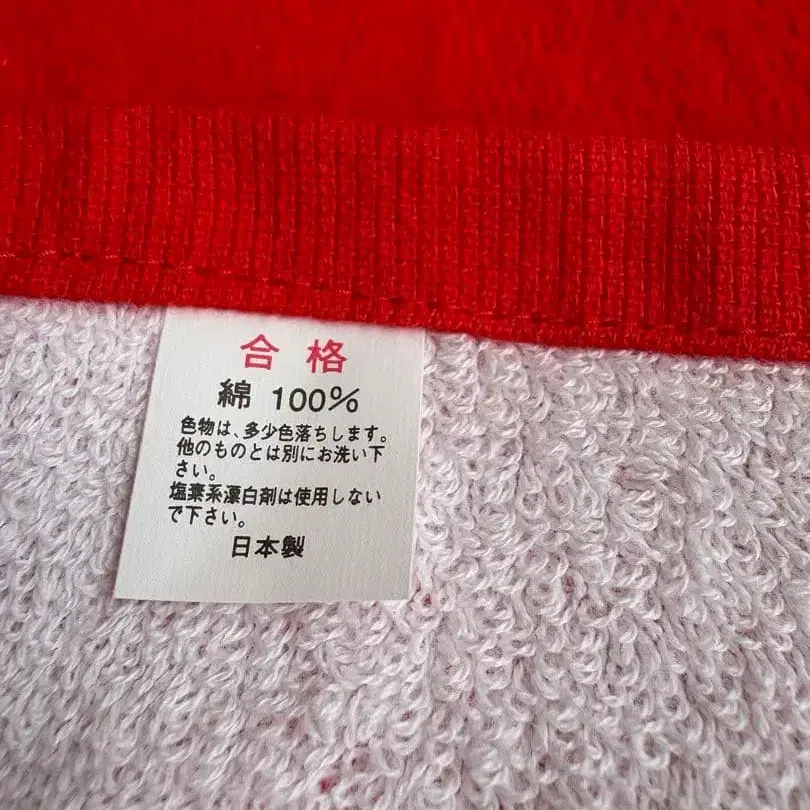 合格
綿 100%
色物は、多少色落ちします。
他のものとは別にお洗い下
さい。
塩素系漂白剤は使用しない
で下さい。
日本製